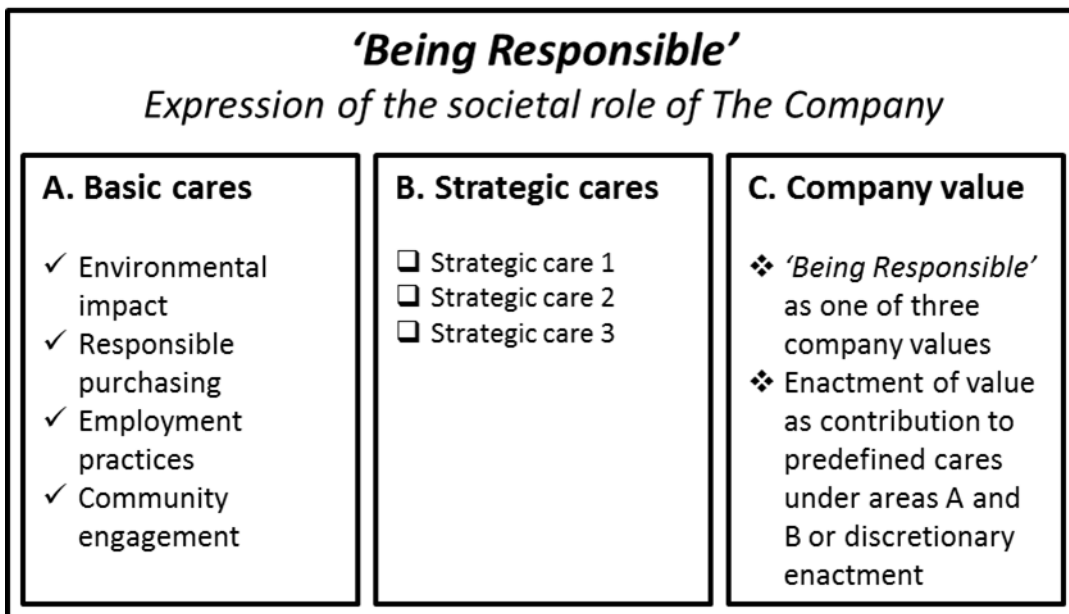 ‘Being Responsible’
Expression of the societal role of The Company
A. Basic cares
✓ Environmental
impact
✓ Responsible
purchasing
✓ Employment
practices
✓ Community
engagement
B. Strategic cares
❑ Strategic care 1
❑ Strategic care 2
❑ Strategic care 3
C. Company value
❖ ‘Being Responsible’
as one of three
company values
❖ Enactment of value
as contribution to
predefined cares
under areas A and
B or discretionary
enactment